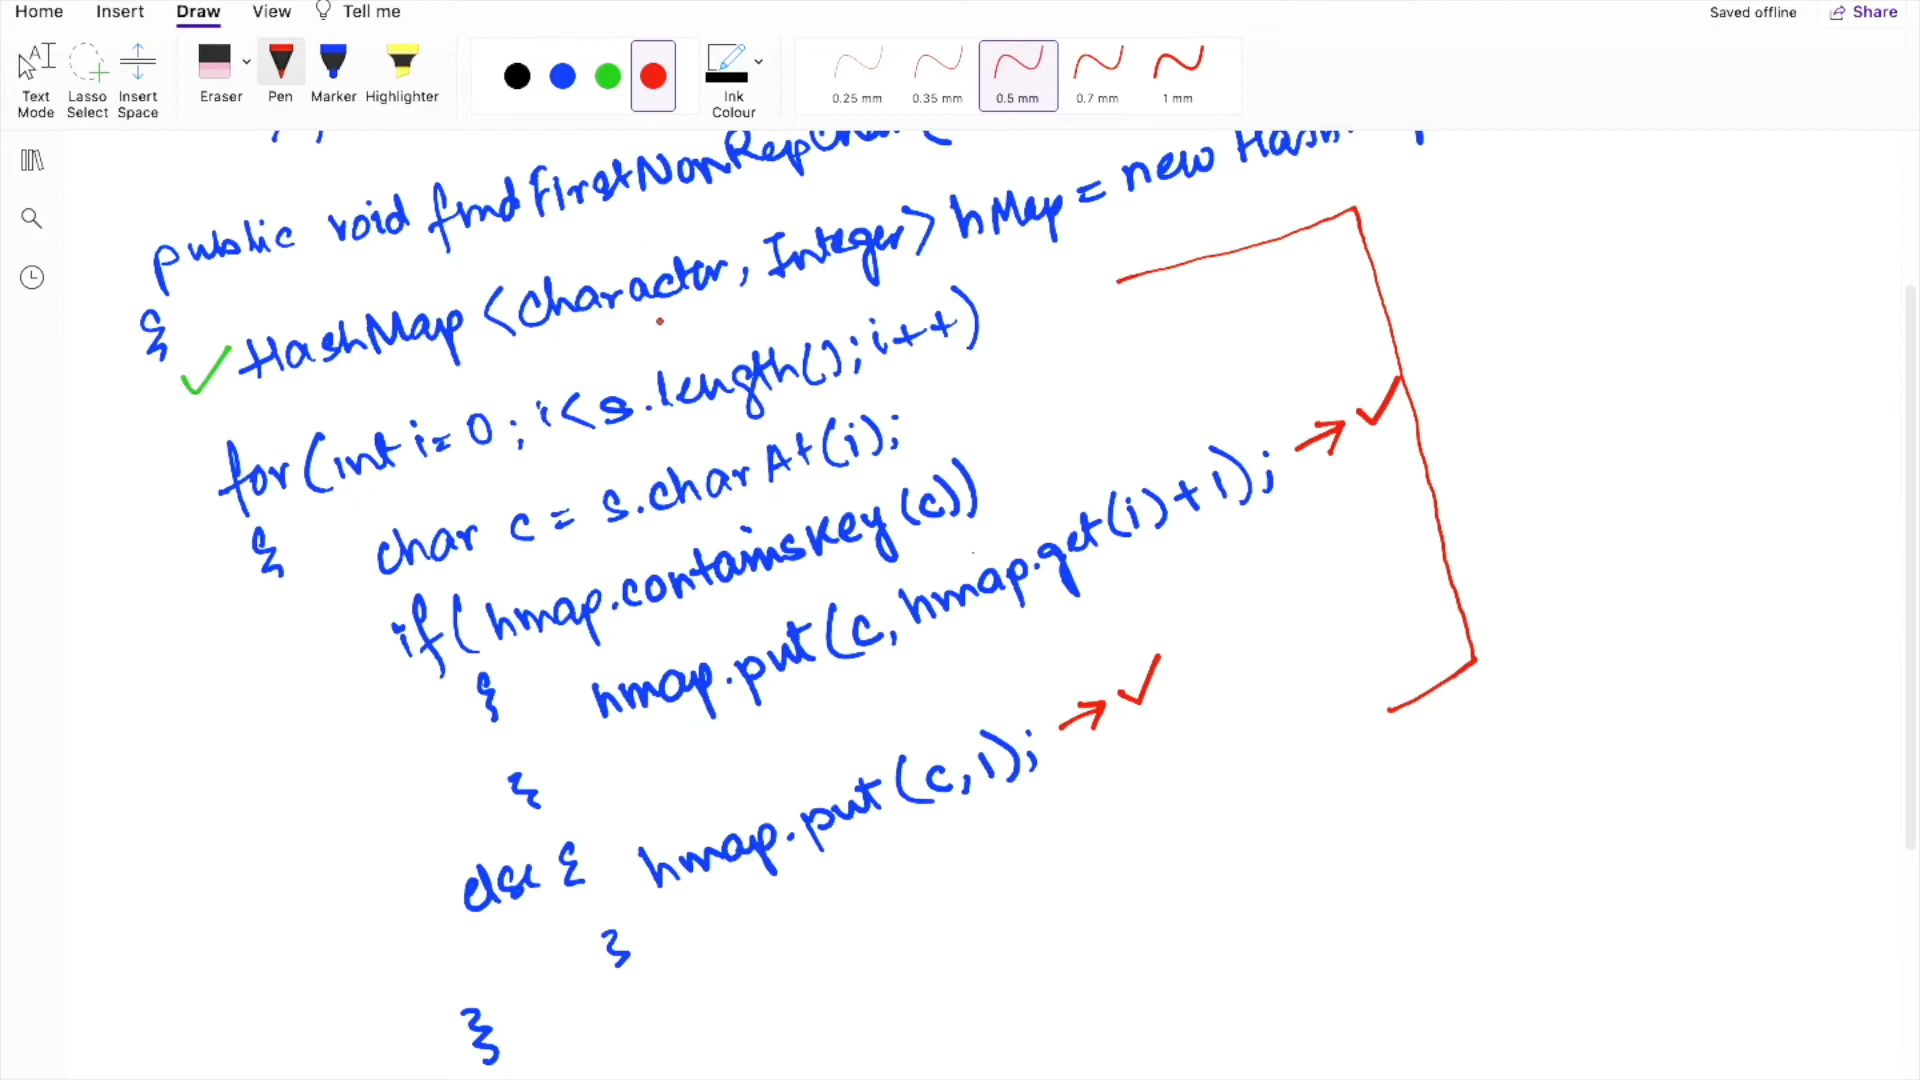 Home Insert Draw View Tell me Saved offline Share
Text Mode Lasso Select Insert Space Eraser Pen Marker Highlighter Ink Colour 0.25 mm 0.35 mm 0.5 mm 0.7 mm 1 mm
public void findFirstNonRepChar(
{
HashMap <Character, Integer> hMap = new HashMap
for(int i=0; i<s.length(); i++)
{
char c = s.charAt(i);
if(hmap.containsKey(c))
{ hmap.put(c, hmap.get(i)+1);
}
else { hmap.put(c,1);
}
}